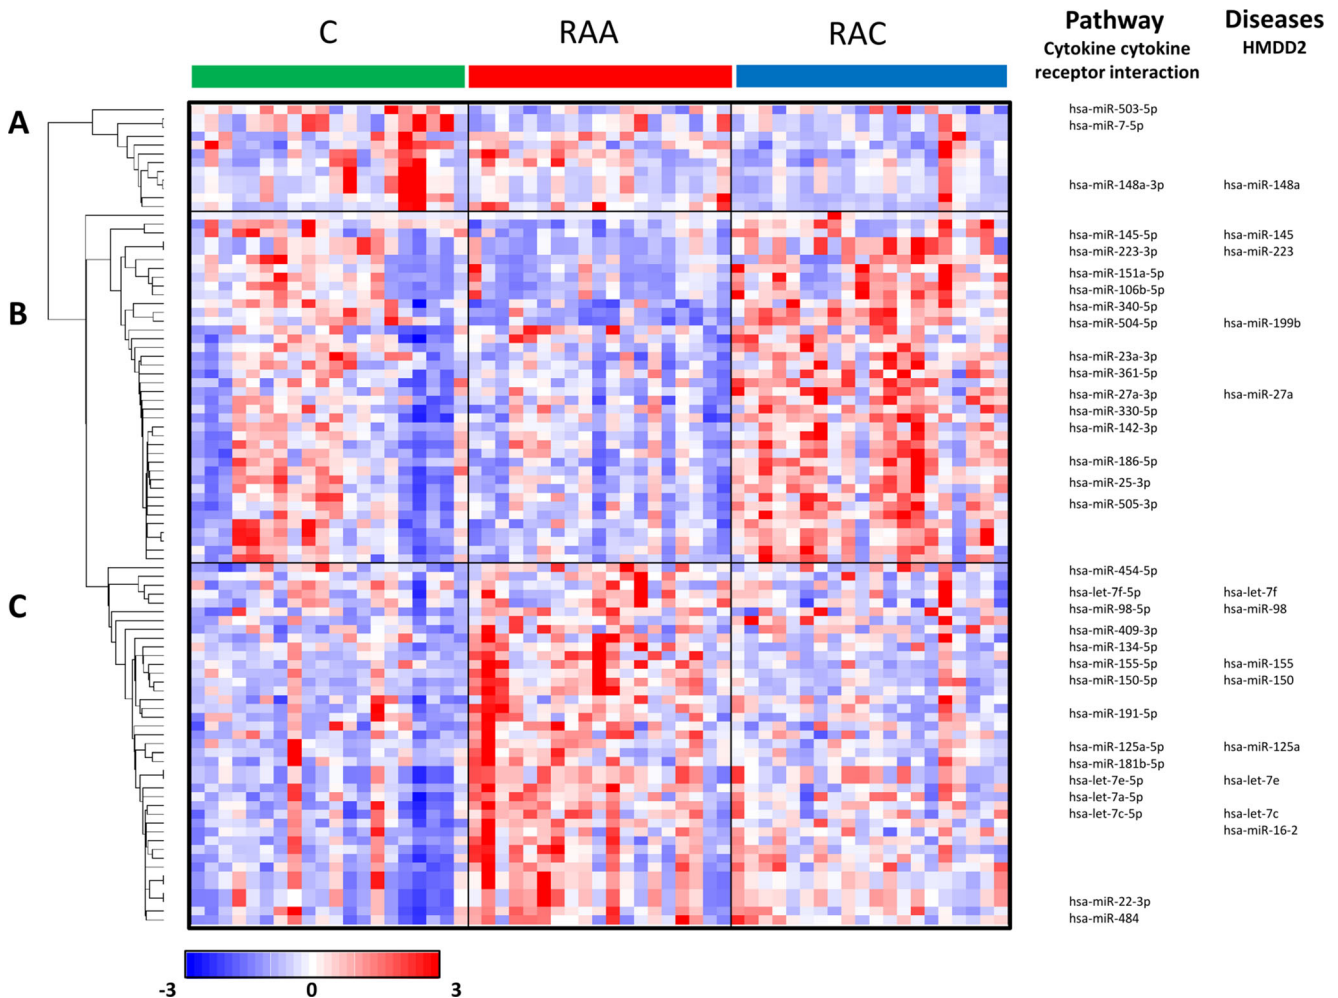 C RAA RAC Pathway Diseases
Cytokine cytokine HMDD2
receptor interaction
A
hsa-miR-503-5p
hsa-miR-7-5p
hsa-miR-148a-3p hsa-miR-148a
B
hsa-miR-145-5p hsa-miR-145
hsa-miR-223-3p hsa-miR-223
hsa-miR-151a-5p
hsa-miR-106b-5p
hsa-miR-340-5p
hsa-miR-504-5p hsa-miR-199b
hsa-miR-23a-3p
hsa-miR-361-5p
hsa-miR-27a-3p hsa-miR-27a
hsa-miR-330-5p
hsa-miR-142-3p
hsa-miR-186-5p
hsa-miR-25-3p
hsa-miR-505-3p
C
hsa-miR-454-5p
hsa-let-7f-5p hsa-let-7f
hsa-miR-98-5p hsa-miR-98
hsa-miR-409-3p
hsa-miR-134-5p
hsa-miR-155-5p hsa-miR-155
hsa-miR-150-5p hsa-miR-150
hsa-miR-191-5p
hsa-miR-125a-5p hsa-miR-125a
hsa-miR-181b-5p
hsa-let-7e-5p hsa-let-7e
hsa-let-7a-5p
hsa-let-7c-5p hsa-let-7c
hsa-miR-16-2
hsa-miR-22-3p
hsa-miR-484
-3 0 3